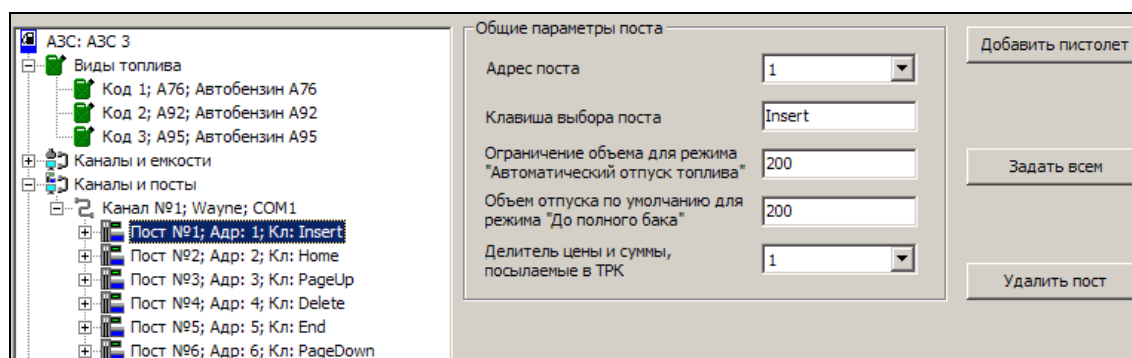 АЗС: АЗС 3
Виды топлива
Код 1; А76; Автобензин А76
Код 2; А92; Автобензин А92
Код 3; А95; Автобензин А95
Каналы и емкости
Каналы и посты
Канал №1; Wayne; COM1
Пост №1; Адр: 1; Кл: Insert
Пост №2; Адр: 2; Кл: Home
Пост №3; Адр: 3; Кл: PageUp
Пост №4; Адр: 4; Кл: Delete
Пост №5; Адр: 5; Кл: End
Пост №6; Адр: 6; Кл: PageDown
Общие параметры поста
Адрес поста
1
Клавиша выбора поста
Insert
Ограничение объема для режима
"Автоматический отпуск топлива"
200
Объем отпуска по умолчанию для
режима "До полного бака"
200
Делитель цены и суммы,
посылаемые в ТРК
1
Добавить пистолет
Задать всем
Удалить пост